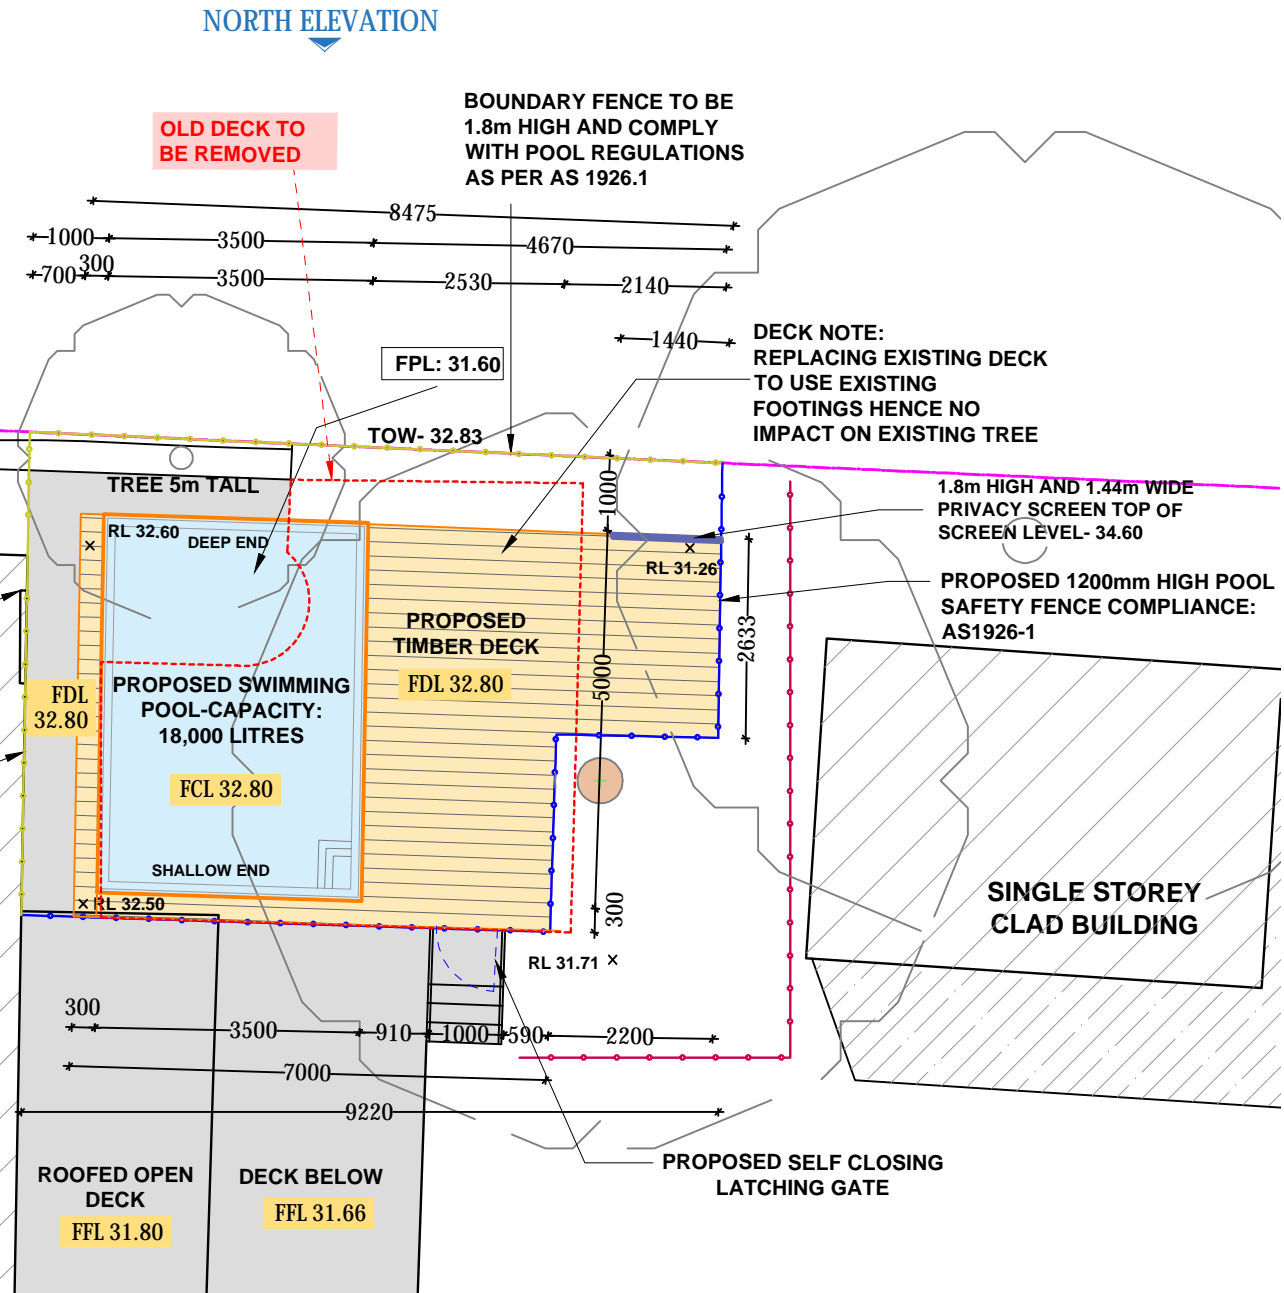 NORTH ELEVATION
OLD DECK TO
BE REMOVED
BOUNDARY FENCE TO BE
1.8m HIGH AND COMPLY
WITH POOL REGULATIONS
AS PER AS 1926.1
8475
1000
3500
4670
700
300
3500
2530
2140
1440
FPL: 31.60
DECK NOTE:
REPLACING EXISTING DECK
TO USE EXISTING
FOOTINGS HENCE NO
IMPACT ON EXISTING TREE
TOW- 32.83
TREE 5m TALL
1000
1.8m HIGH AND 1.44m WIDE
PRIVACY SCREEN TOP OF
SCREEN LEVEL- 34.60
RL 32.60
DEEP END
RL 31.26
PROPOSED 1200mm HIGH POOL
SAFETY FENCE COMPLIANCE:
AS1926-1
PROPOSED
TIMBER DECK
FDL 32.80
2633
5000
FDL
32.80
PROPOSED SWIMMING
POOL-CAPACITY:
18,000 LITRES
FCL 32.80
SHALLOW END
RL 32.50
300
RL 31.71
SINGLE STOREY
CLAD BUILDING
300
3500
910
1000
590
2200
7000
9220
PROPOSED SELF CLOSING
LATCHING GATE
ROOFED OPEN
DECK
FFL 31.80
DECK BELOW
FFL 31.66